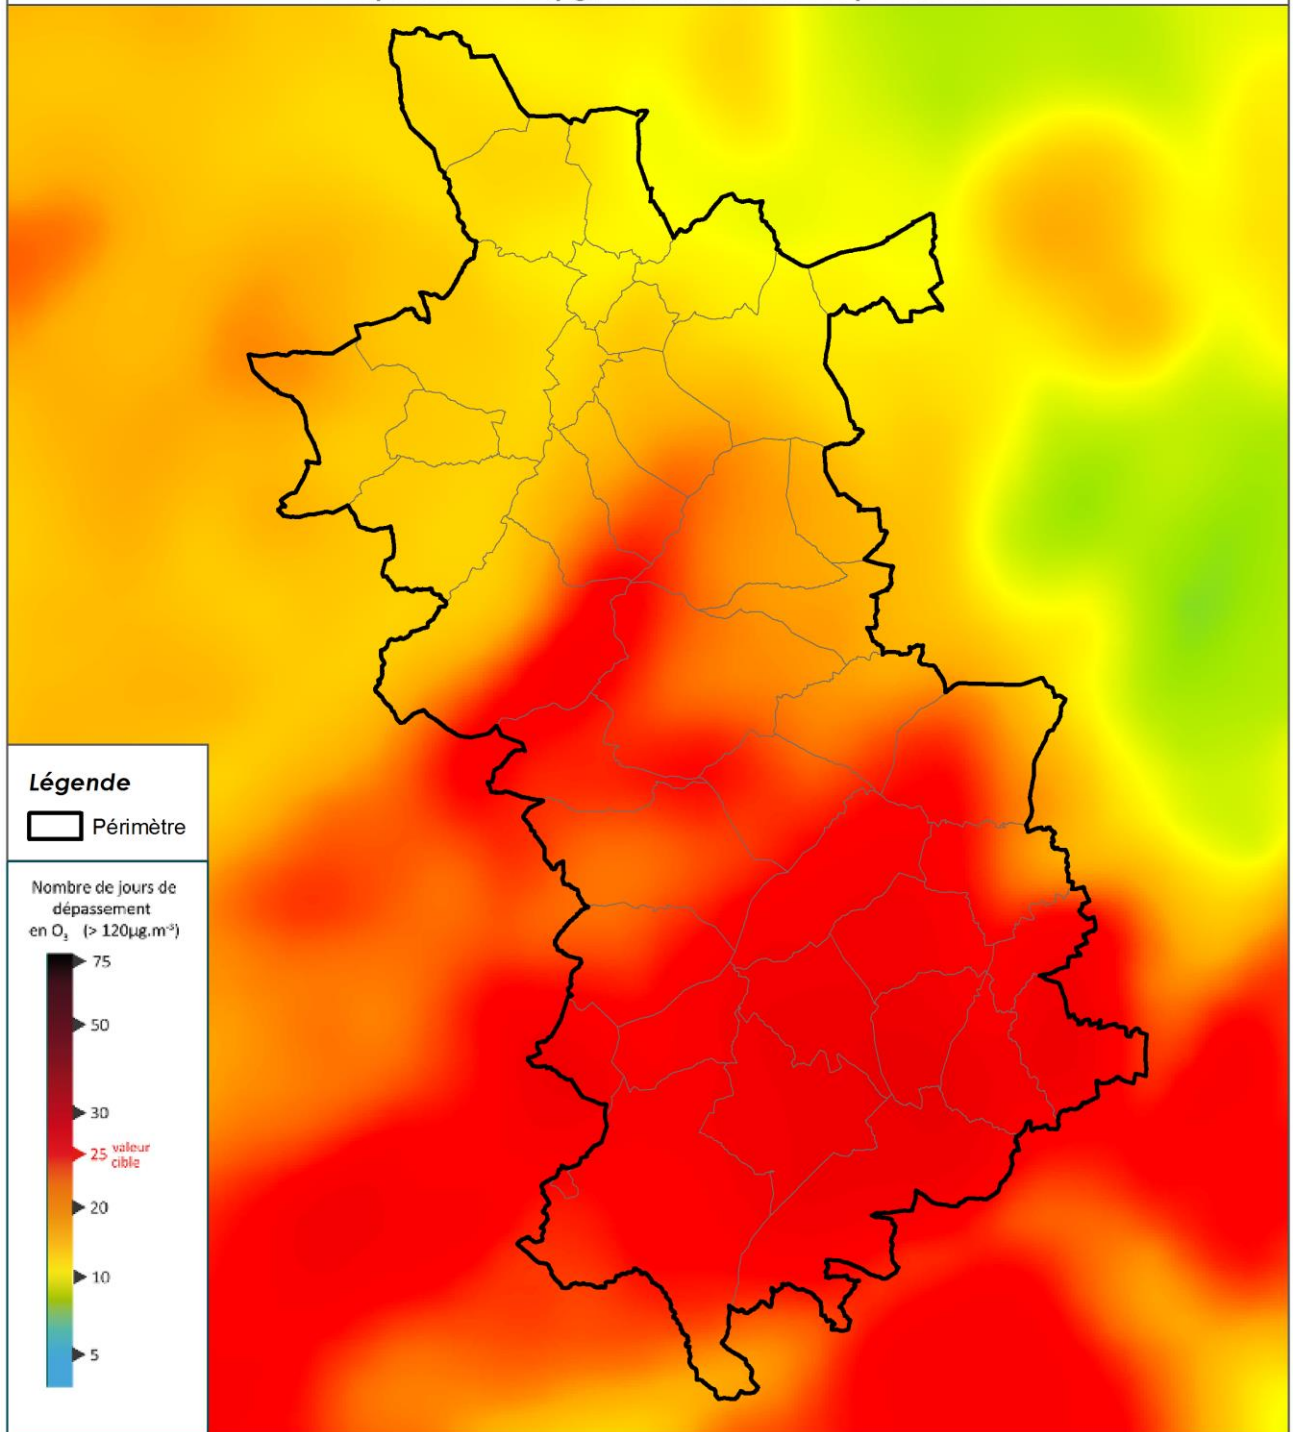 Légende
Périmètre
Nombre de jours de
dépassement
en O₃ (> 120µg.m⁻³)
75
50
30
25 valeur
cible
20
10
5